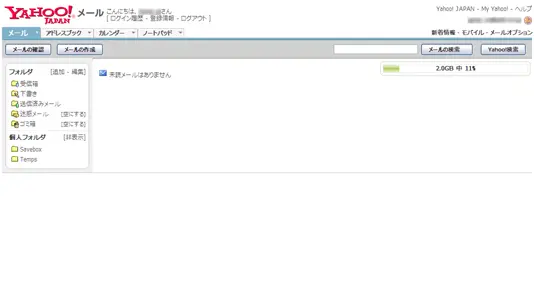 YAHOO! JAPAN メール
こんにちは、さん
[ ログイン履歴 - 登録情報 - ログアウト ]
Yahoo! JAPAN - My Yahoo! - ヘルプ
メール アドレスブック カレンダー ノートパッド
新着情報 - モバイル - メールオプション
メールの確認 メールの作成 メールの検索 Yahoo!検索
フォルダ [追加 - 編集]
受信箱
下書き
送信済みメール
迷惑メール [空にする]
ゴミ箱 [空にする]
個人フォルダ [非表示]
Savebox
Temps
未読メールはありません
2.0GB 中 11%